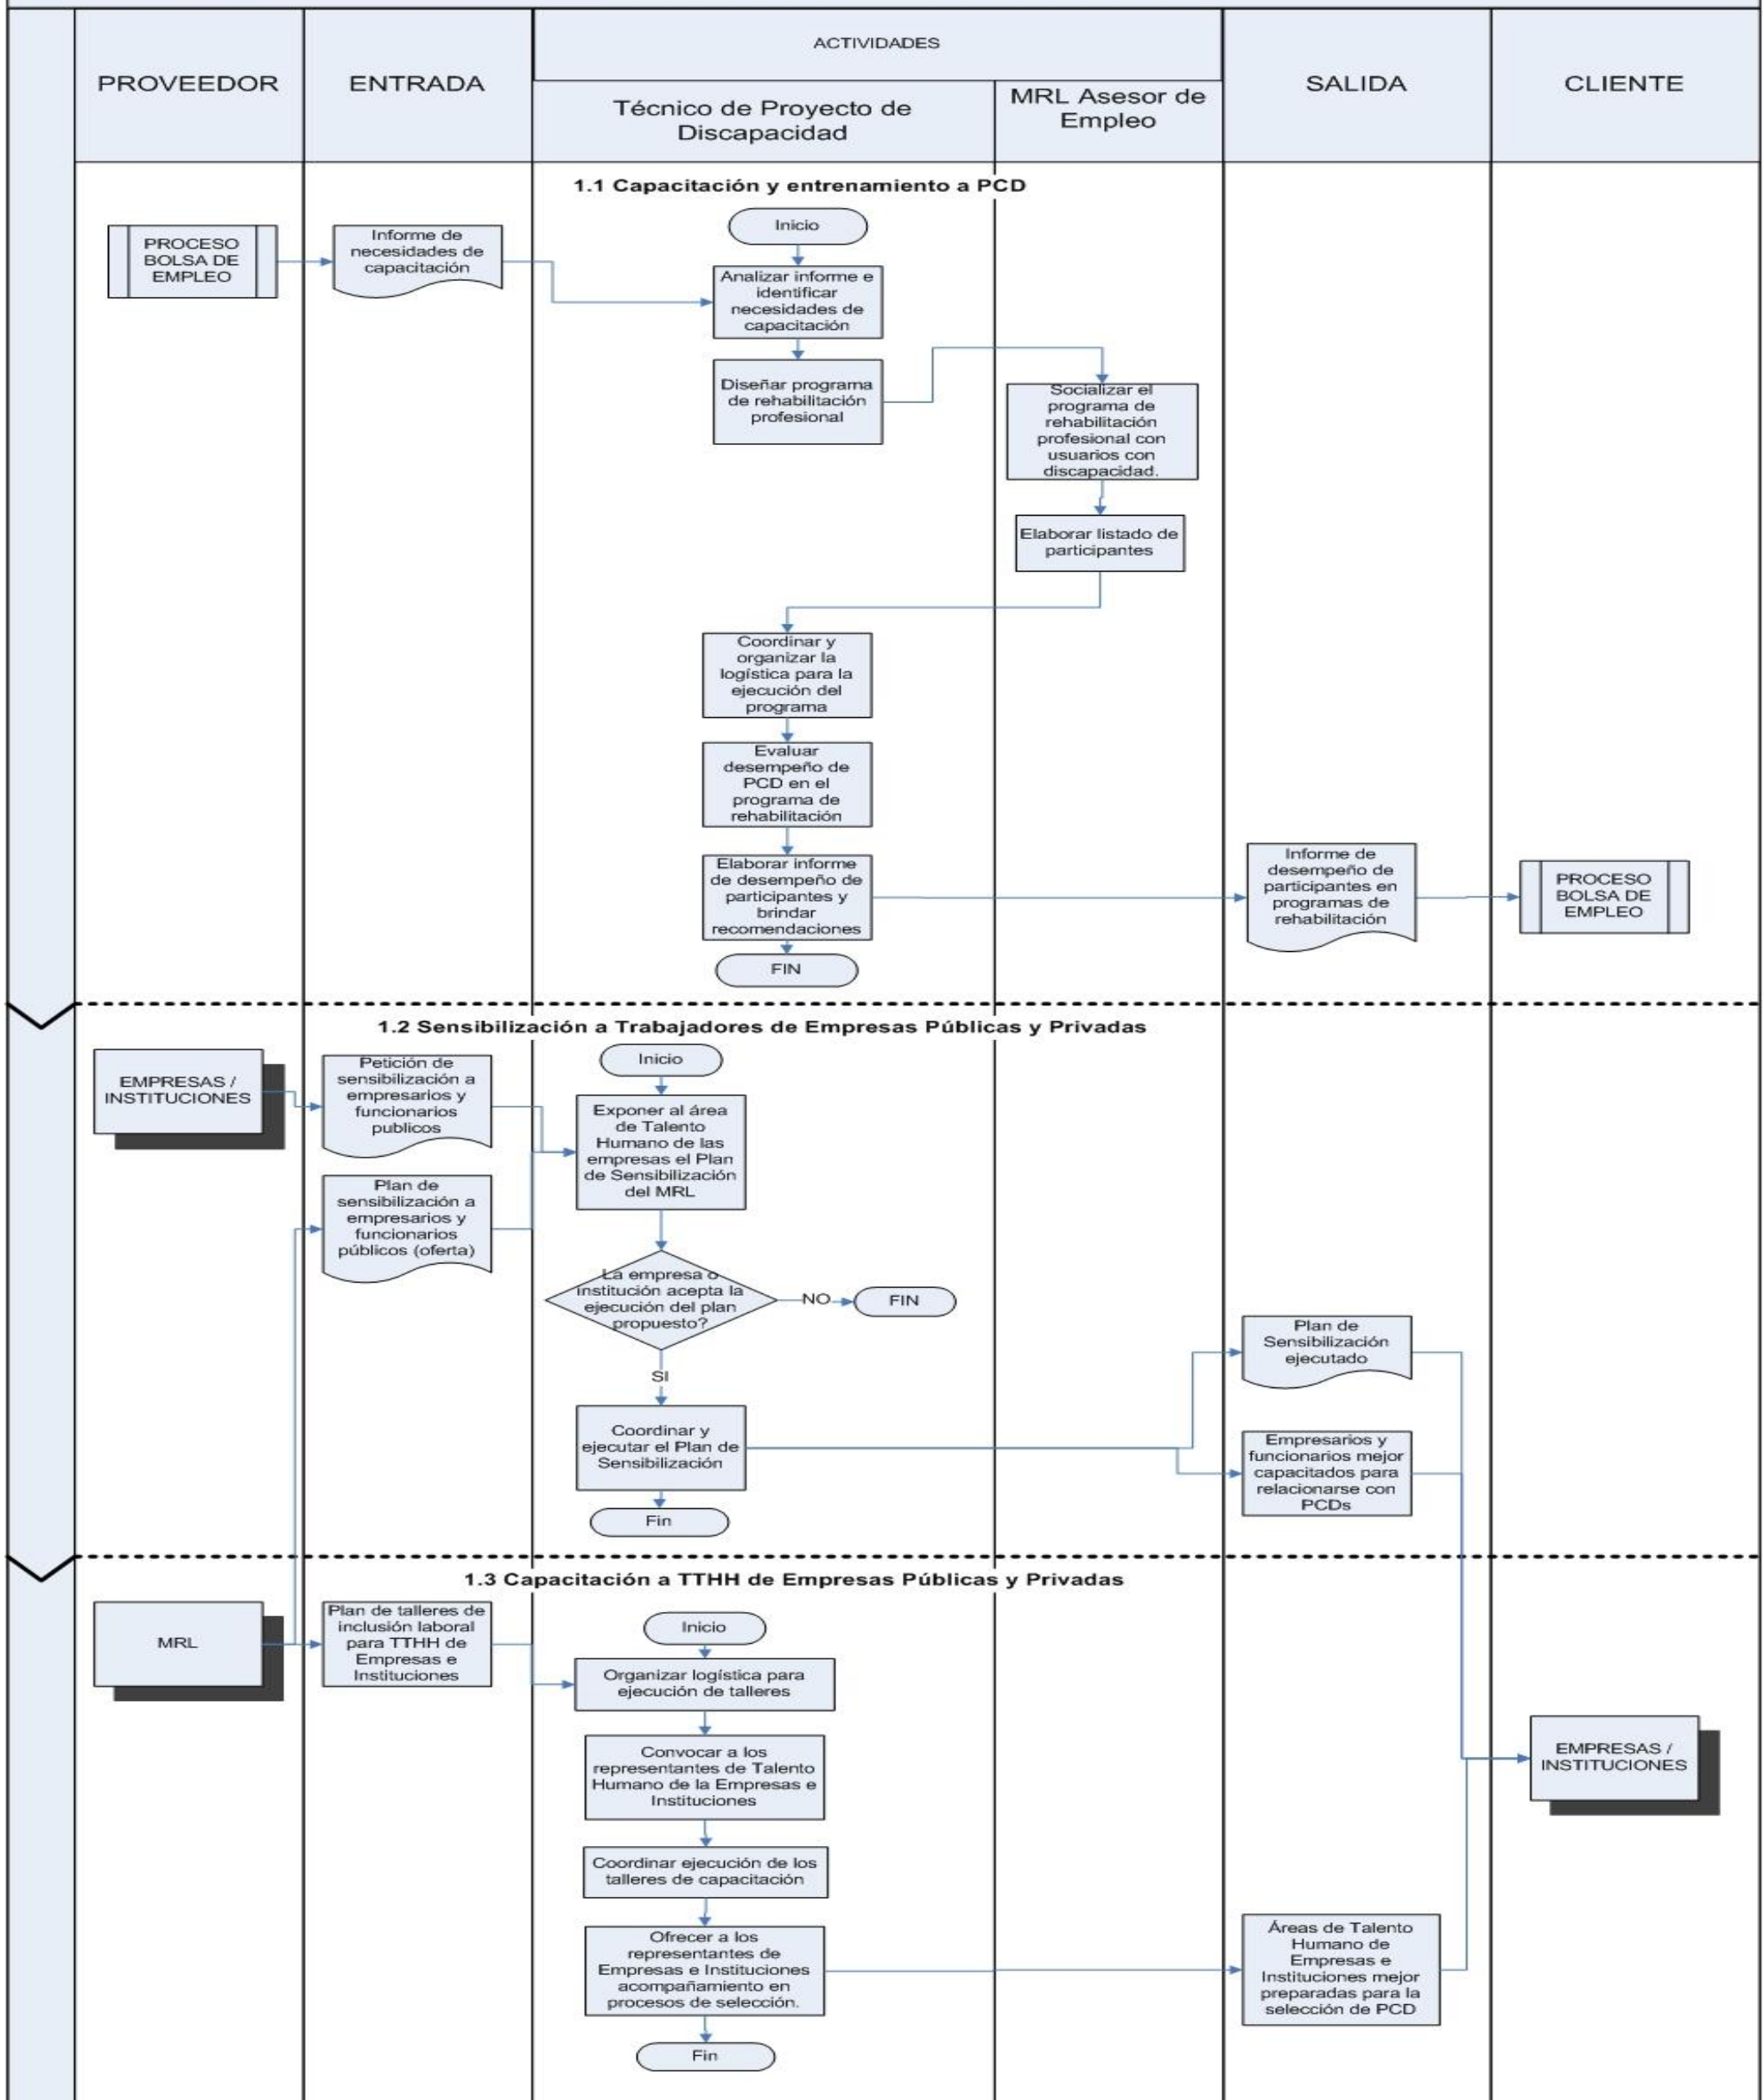 ACTIVIDADES
PROVEEDOR
ENTRADA
Técnico de Proyecto de
Discapacidad
MRL Asesor de
Empleo
SALIDA
CLIENTE
1.1 Capacitación y entrenamiento a PCD
PROCESO
BOLSA DE
EMPLEO
Informe de
necesidades de
capacitación
Inicio
Analizar informe e
identificar
necesidades de
capacitación
Diseñar programa
de rehabilitación
profesional
Socializar el
programa de
rehabilitación
profesional con
usuarios con
discapacidad.
Elaborar listado de
participantes
Coordinar y
organizar la
logística para la
ejecución del
programa
Evaluar
desempeño de
PCD en el
programa de
rehabilitación
Elaborar informe
de desempeño de
participantes y
brindar
recomendaciones
FIN
Informe de
desempeño de
participantes en
programas de
rehabilitación
PROCESO
BOLSA DE
EMPLEO
1.2 Sensibilización a Trabajadores de Empresas Públicas y Privadas
EMPRESAS /
INSTITUCIONES
Petición de
sensibilización a
empresarios y
funcionarios
publicos
Plan de
sensibilización a
empresarios y
funcionarios
públicos (oferta)
Inicio
Exponer al área
de Talento
Humano de las
empresas el Plan
de Sensibilización
del MRL
La empresa o
institución acepta la
ejecución del plan
propuesto?
NO
FIN
SI
Coordinar y
ejecutar el Plan de
Sensibilización
Fin
Plan de
Sensibilización
ejecutado
Empresarios y
funcionarios mejor
capacitados para
relacionarse con
PCDs
1.3 Capacitación a TTHH de Empresas Públicas y Privadas
MRL
Plan de talleres de
inclusión laboral
para TTHH de
Empresas e
Instituciones
Inicio
Organizar logística para
ejecución de talleres
Convocar a los
representantes de Talento
Humano de la Empresas e
Instituciones
Coordinar ejecución de los
talleres de capacitación
Ofrecer a los
representantes de
Empresas e Instituciones
acompañamiento en
procesos de selección.
Fin
Áreas de Talento
Humano de
Empresas e
Instituciones mejor
preparadas para la
selección de PCD
EMPRESAS /
INSTITUCIONES